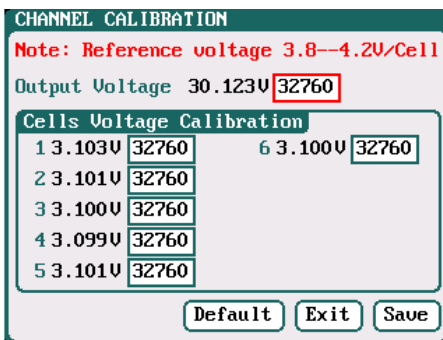 CHANNEL CALIBRATION
Note: Reference voltage 3.8--4.2V/Cell
Output Voltage 30.123V 32760
Cells Voltage Calibration
1 3.103V 32760 6 3.100V 32760
2 3.101V 32760
3 3.100V 32760
4 3.099V 32760
5 3.101V 32760
Default Exit Save